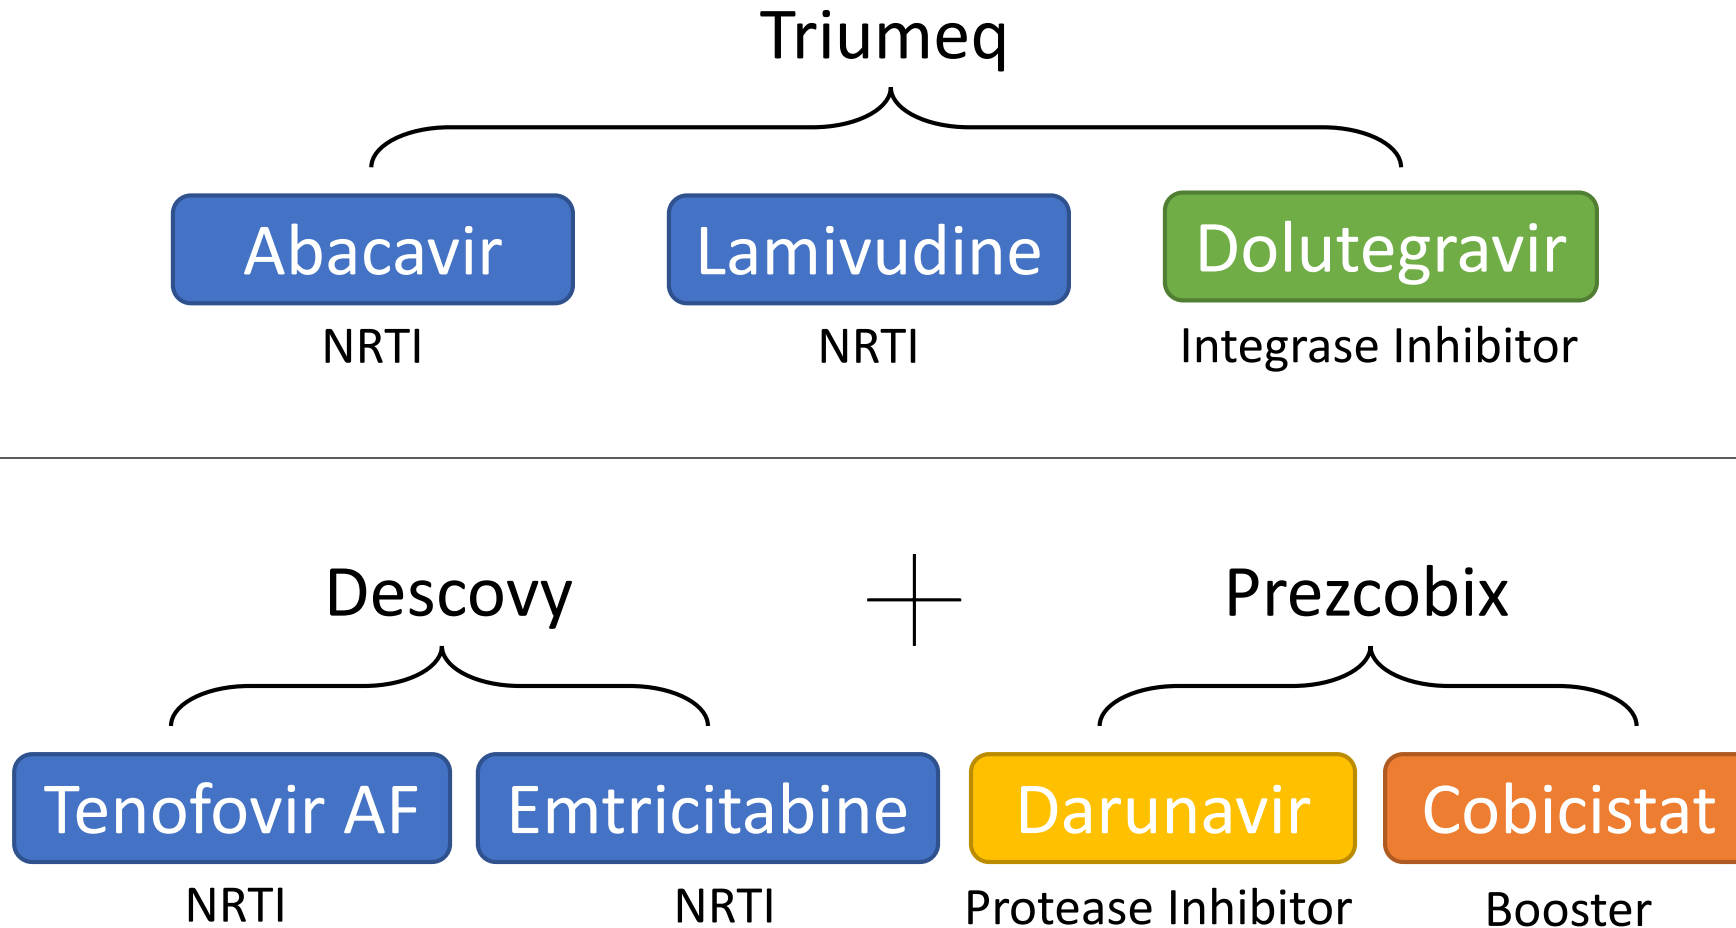 Triumeq
Abacavir
Lamivudine
Dolutegravir
NRTI
NRTI
Integrase Inhibitor
Descovy
Prezcobix
Tenofovir AF
Emtricitabine
Darunavir
Cobicistat
NRTI
NRTI
Protease Inhibitor
Booster